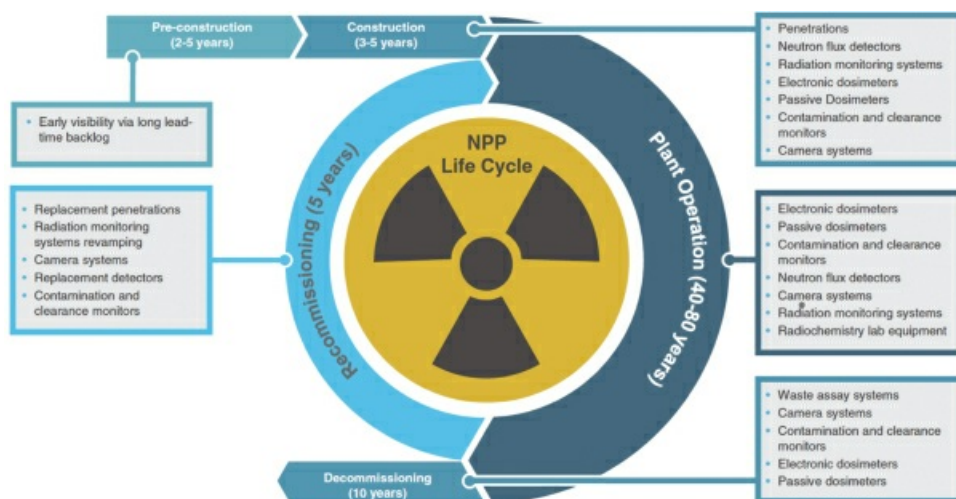 Pre-construction
(2-5 years)
Construction
(3-5 years)
Early visibility via long lead-
time backlog
Penetrations
Neutron flux detectors
Radiation monitoring systems
Electronic dosimeters
Passive Dosimeters
Contamination and clearance
monitors
Camera systems
NPP
Life Cycle
Recommissioning (5 years)
Plant Operation (40-80 years)
Replacement penetrations
Radiation monitoring
systems revamping
Camera systems
Replacement detectors
Contamination and
clearance monitors
Electronic dosimeters
Passive dosimeters
Contamination and clearance
monitors
Neutron flux detectors
Camera systems
Radiation monitoring systems
Radiochemistry lab equipment
Decommissioning
(10 years)
Waste assay systems
Camera systems
Contamination and clearance
monitors
Electronic dosimeters
Passive dosimeters